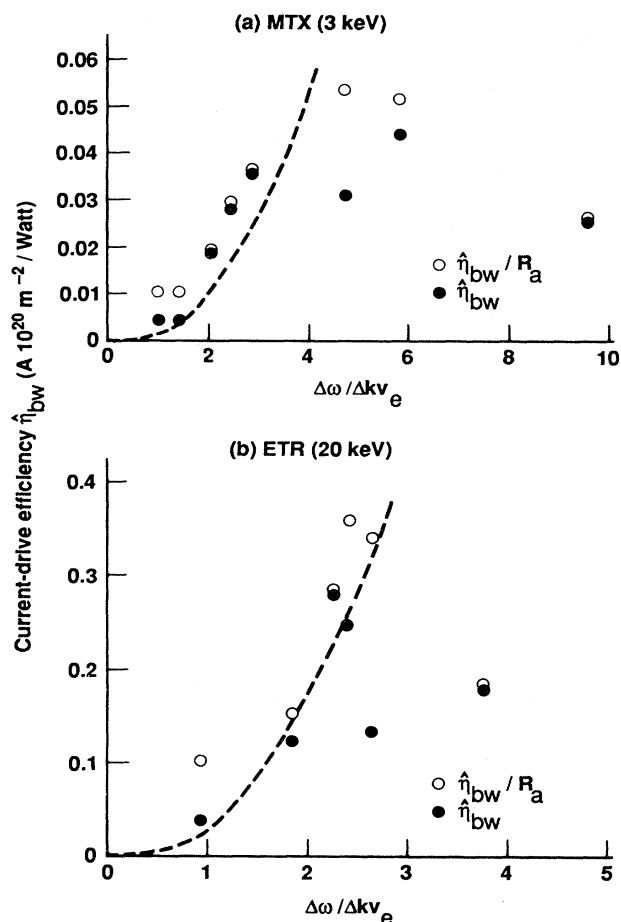 (a) MTX (3 keV)
Current-drive efficiency η̂bw (A 10²⁰ m⁻² / Watt)
0.06
0.05
0.04
0.03
0.02
0.01
0
0 2 4 6 8 10
○ η̂bw / Ra
● η̂bw
Δω / Δkve
(b) ETR (20 keV)
0.4
0.3
0.2
0.1
0
0 1 2 3 4 5
○ η̂bw / Ra
● η̂bw
Δω / Δkve